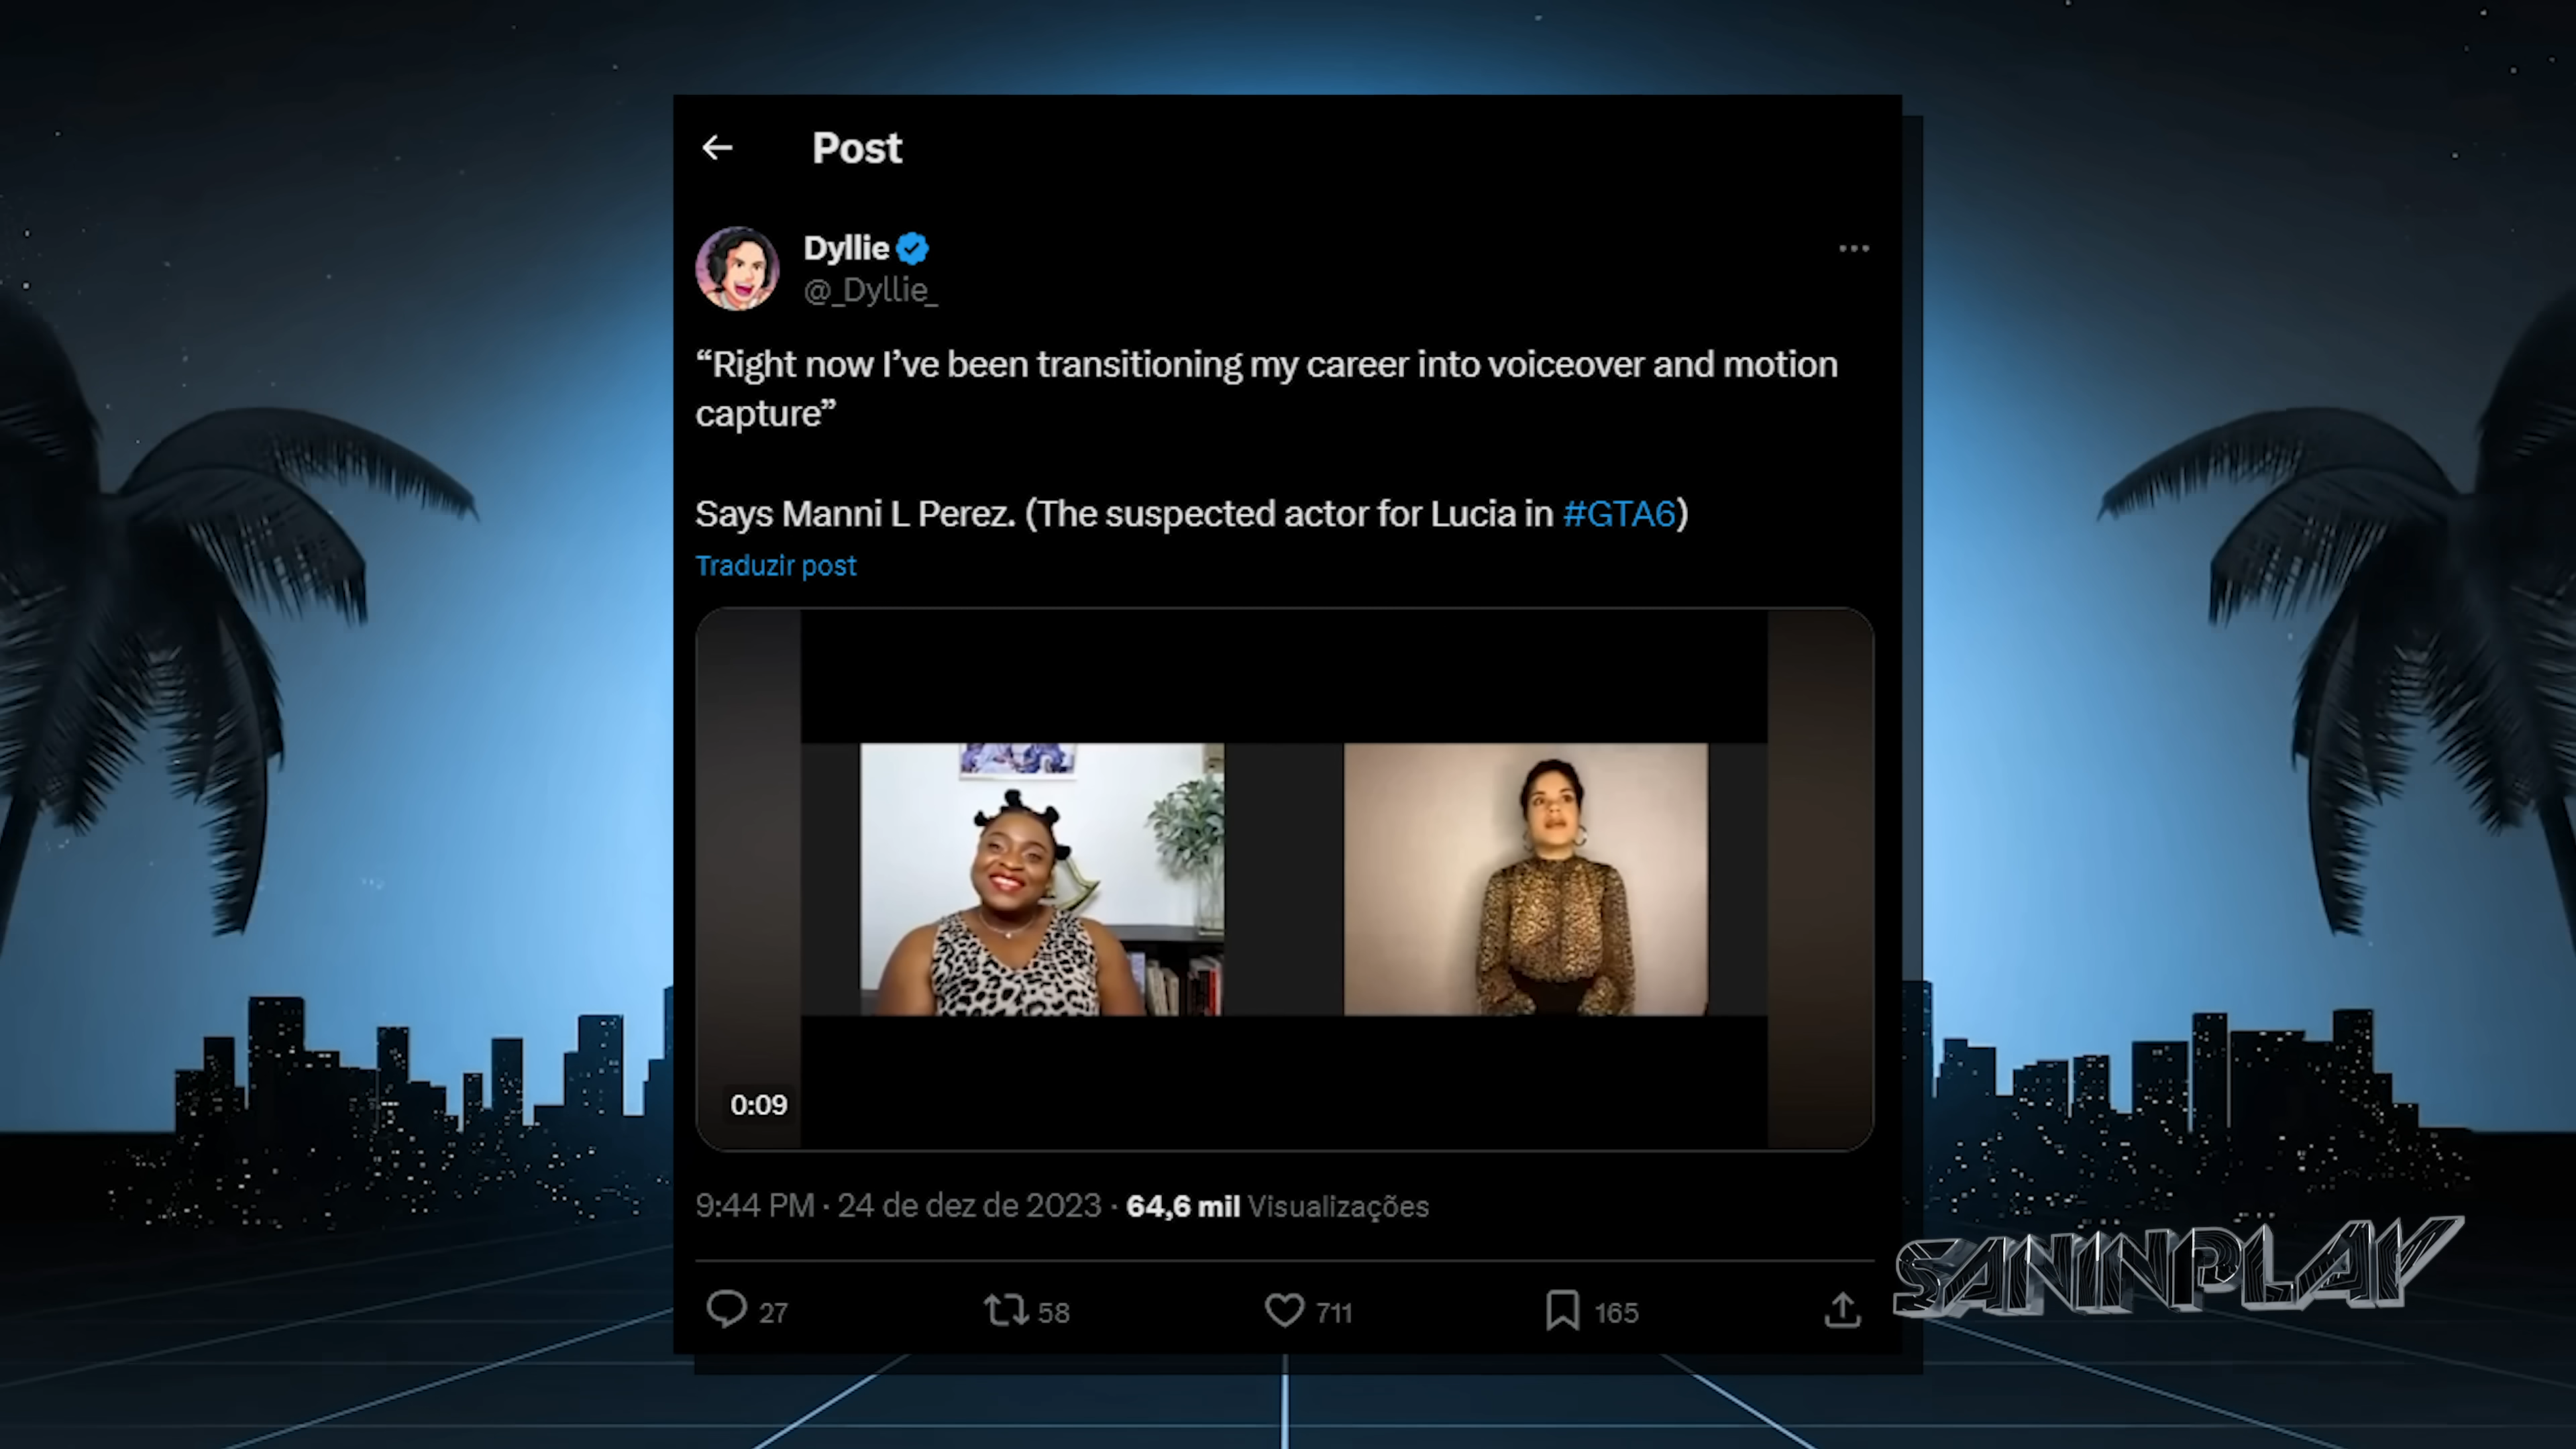 Post
Dyllie
@_Dyllie_
“Right now I’ve been transitioning my career into voiceover and motion
capture”
Says Manni L Perez. (The suspected actor for Lucia in #GTA6)
Traduzir post
0:09
9:44 PM · 24 de dez de 2023 · 64,6 mil Visualizações
27 58 711 165
SANINPLAY